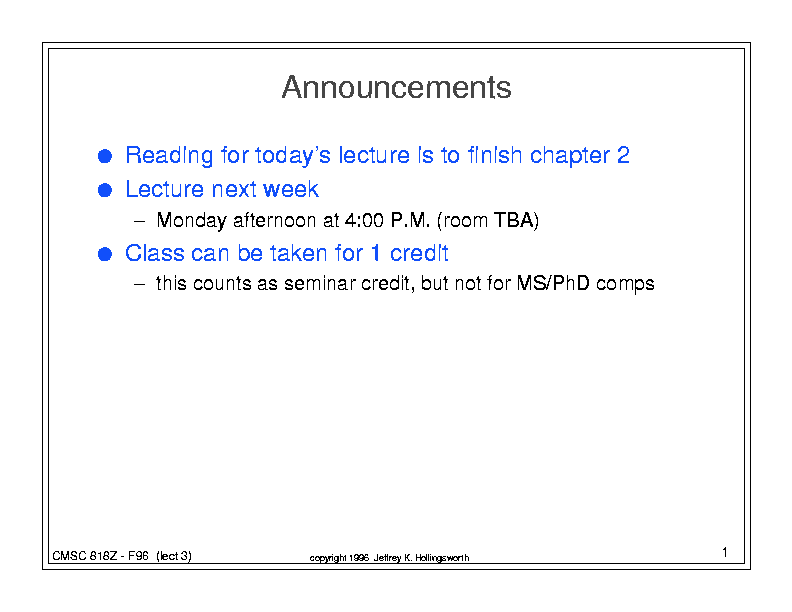 Announcements
● Reading for today's lecture is to finish chapter 2
● Lecture next week
– Monday afternoon at 4:00 P.M. (room TBA)
● Class can be taken for 1 credit
– this counts as seminar credit, but not for MS/PhD comps
CMSC 818Z - F96 (lect 3)
copyright 1996 Jeffrey K. Hollingsworth
1